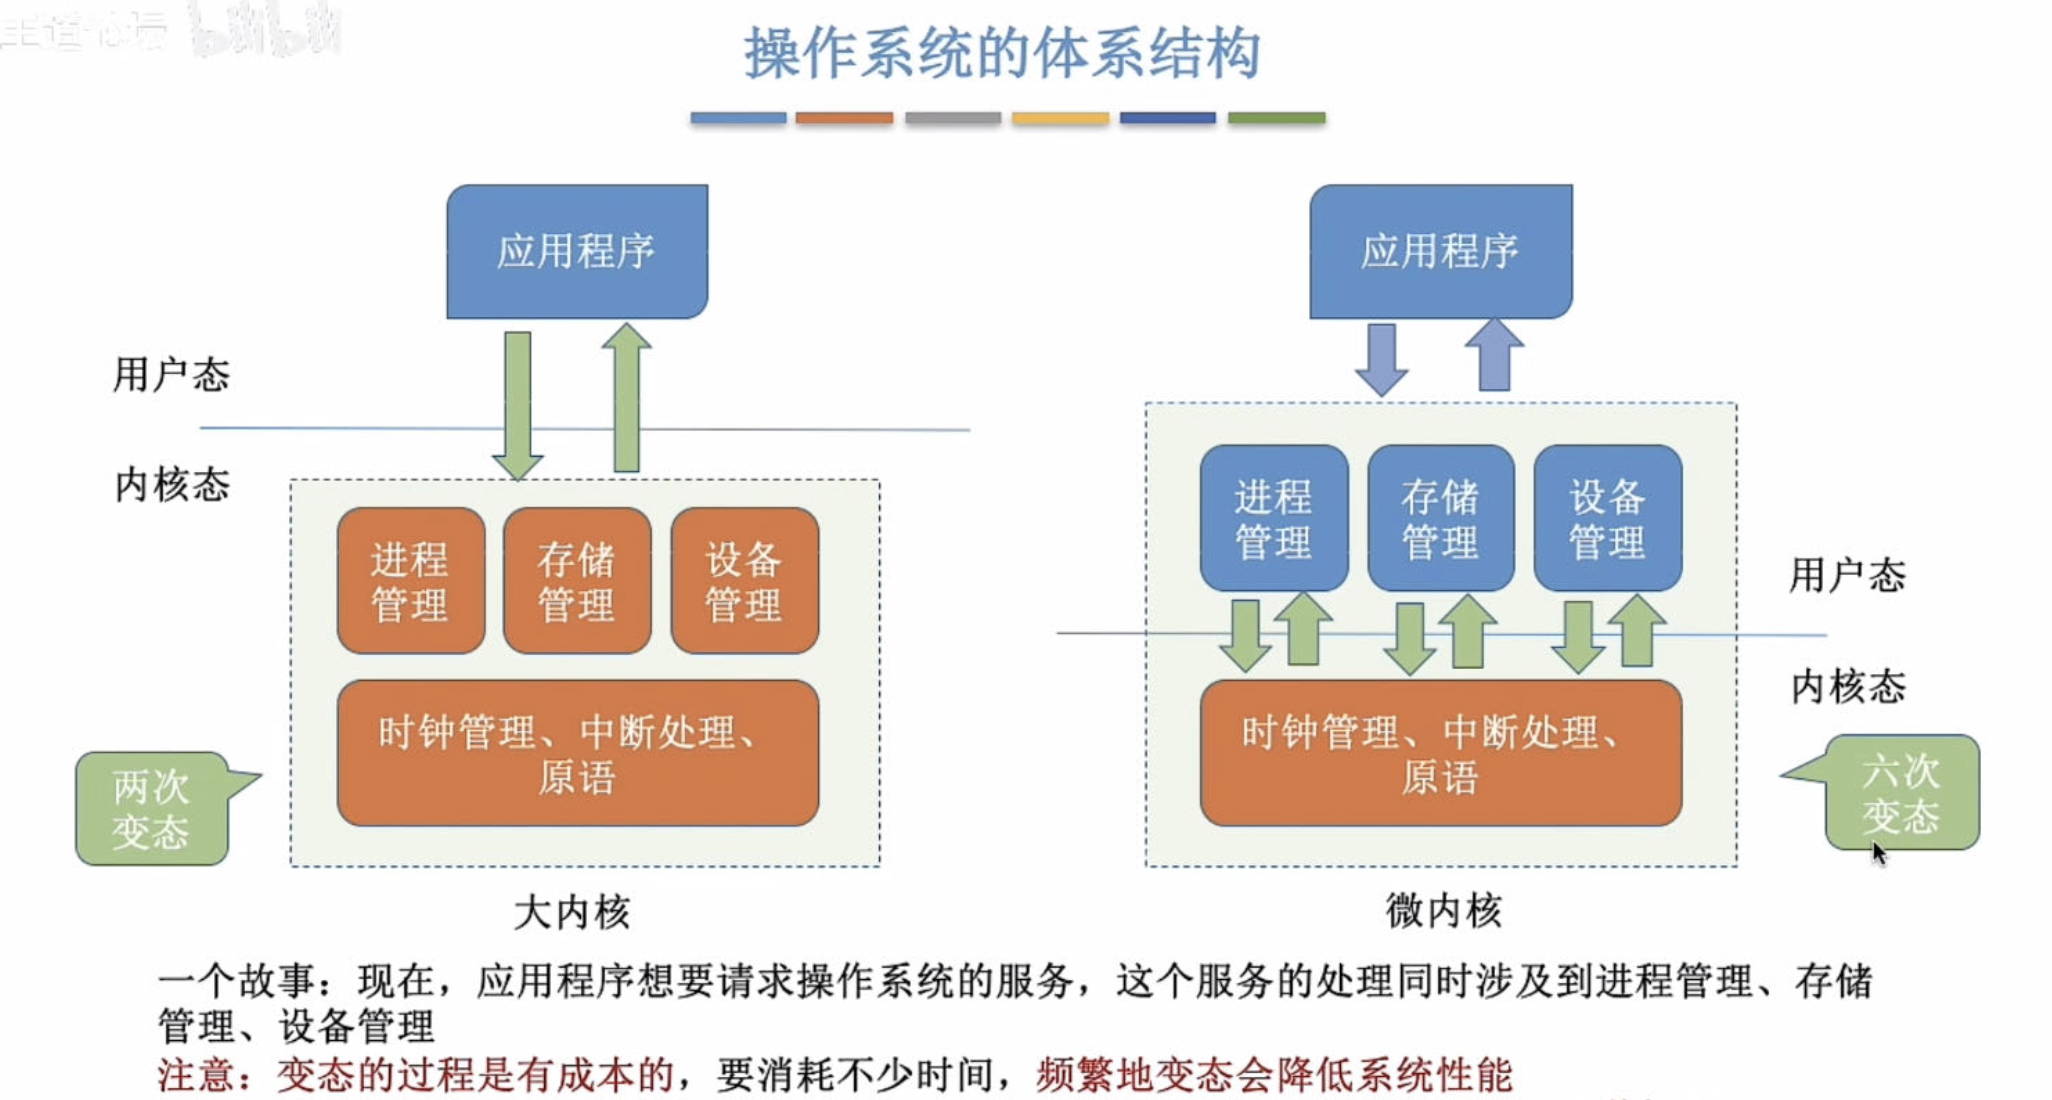 王道论坛 bilibili
操作系统的体系结构
应用程序
用户态
内核态
进程
管理
存储
管理
设备
管理
时钟管理、中断处理、
原语
两次
变态
大内核
应用程序
进程
管理
存储
管理
设备
管理
用户态
内核态
时钟管理、中断处理、
原语
六次
变态
微内核
一个故事：现在，应用程序想要请求操作系统的服务，这个服务的处理同时涉及到进程管理、存储
管理、设备管理
注意：变态的过程是有成本的，要消耗不少时间，频繁地变态会降低系统性能